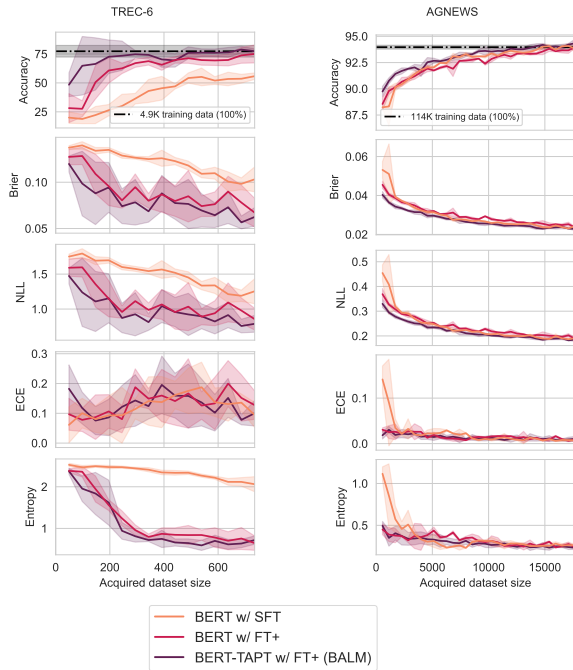 TREC-6
AGNEWS
Accuracy
75
50
25
4.9K training data (100%)
Accuracy
95.0
92.5
90.0
87.5
114K training data (100%)
Brier
0.10
0.05
Brier
0.06
0.04
0.02
NLL
1.5
1.0
NLL
0.5
0.4
0.3
0.2
ECE
0.3
0.2
0.1
0.0
ECE
0.1
0.0
Entropy
2
1
Entropy
1.0
0.5
0 200 400 600
0 5000 10000 15000
Acquired dataset size
Acquired dataset size
BERT w/ SFT
BERT w/ FT+
BERT-TAPT w/ FT+ (BALM)